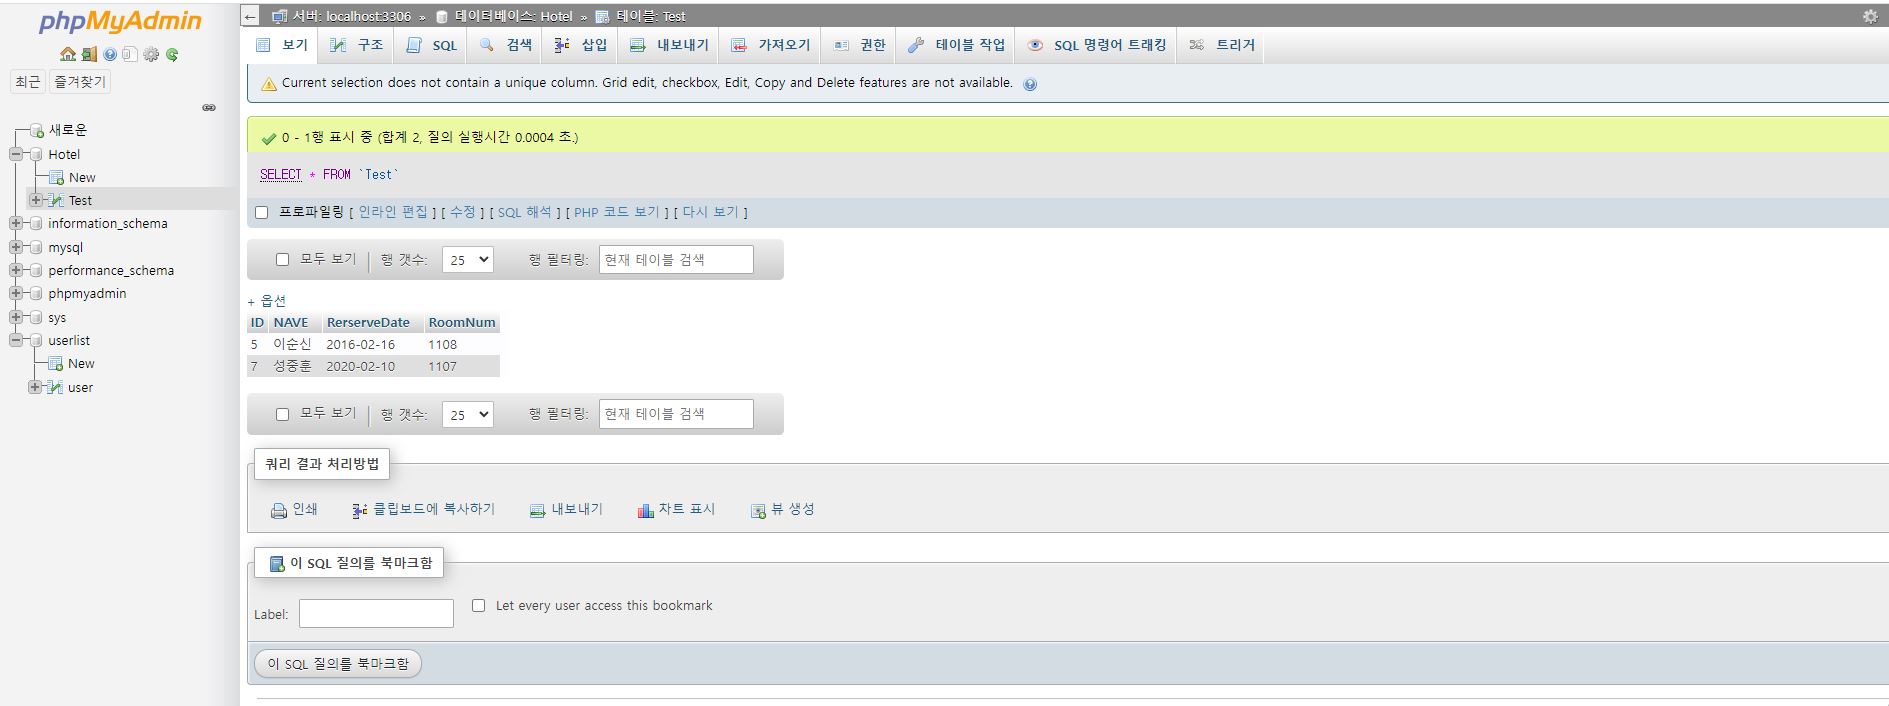 phpMyAdmin
최근 즐겨찾기
새로운
Hotel
New
Test
information_schema
mysql
performance_schema
phpmyadmin
sys
userlist
New
user
서버: localhost:3306 » 데이터베이스: Hotel » 테이블: Test
보기 구조 SQL 검색 삽입 내보내기 가져오기 권한 테이블 작업 SQL 명령어 트래킹 트리거
Current selection does not contain a unique column. Grid edit, checkbox, Edit, Copy and Delete features are not available.
0 - 1행 표시 중 (합계 2, 질의 실행시간 0.0004 초.)
SELECT * FROM `Test`
프로파일링 [ 인라인 편집 ] [ 수정 ] [ SQL 해석 ] [ PHP 코드 보기 ] [ 다시 보기 ]
모두 보기 | 행 갯수: 25 행 필터링: 현재 테이블 검색
+ 옵션
ID NAVE RerserveDate RoomNum
5 이순신 2016-02-16 1108
7 성중훈 2020-02-10 1107
모두 보기 | 행 갯수: 25 행 필터링: 현재 테이블 검색
쿼리 결과 처리방법
인쇄 클립보드에 복사하기 내보내기 차트 표시 뷰 생성
이 SQL 질의를 북마크함
Label: Let every user access this bookmark
이 SQL 질의를 북마크함